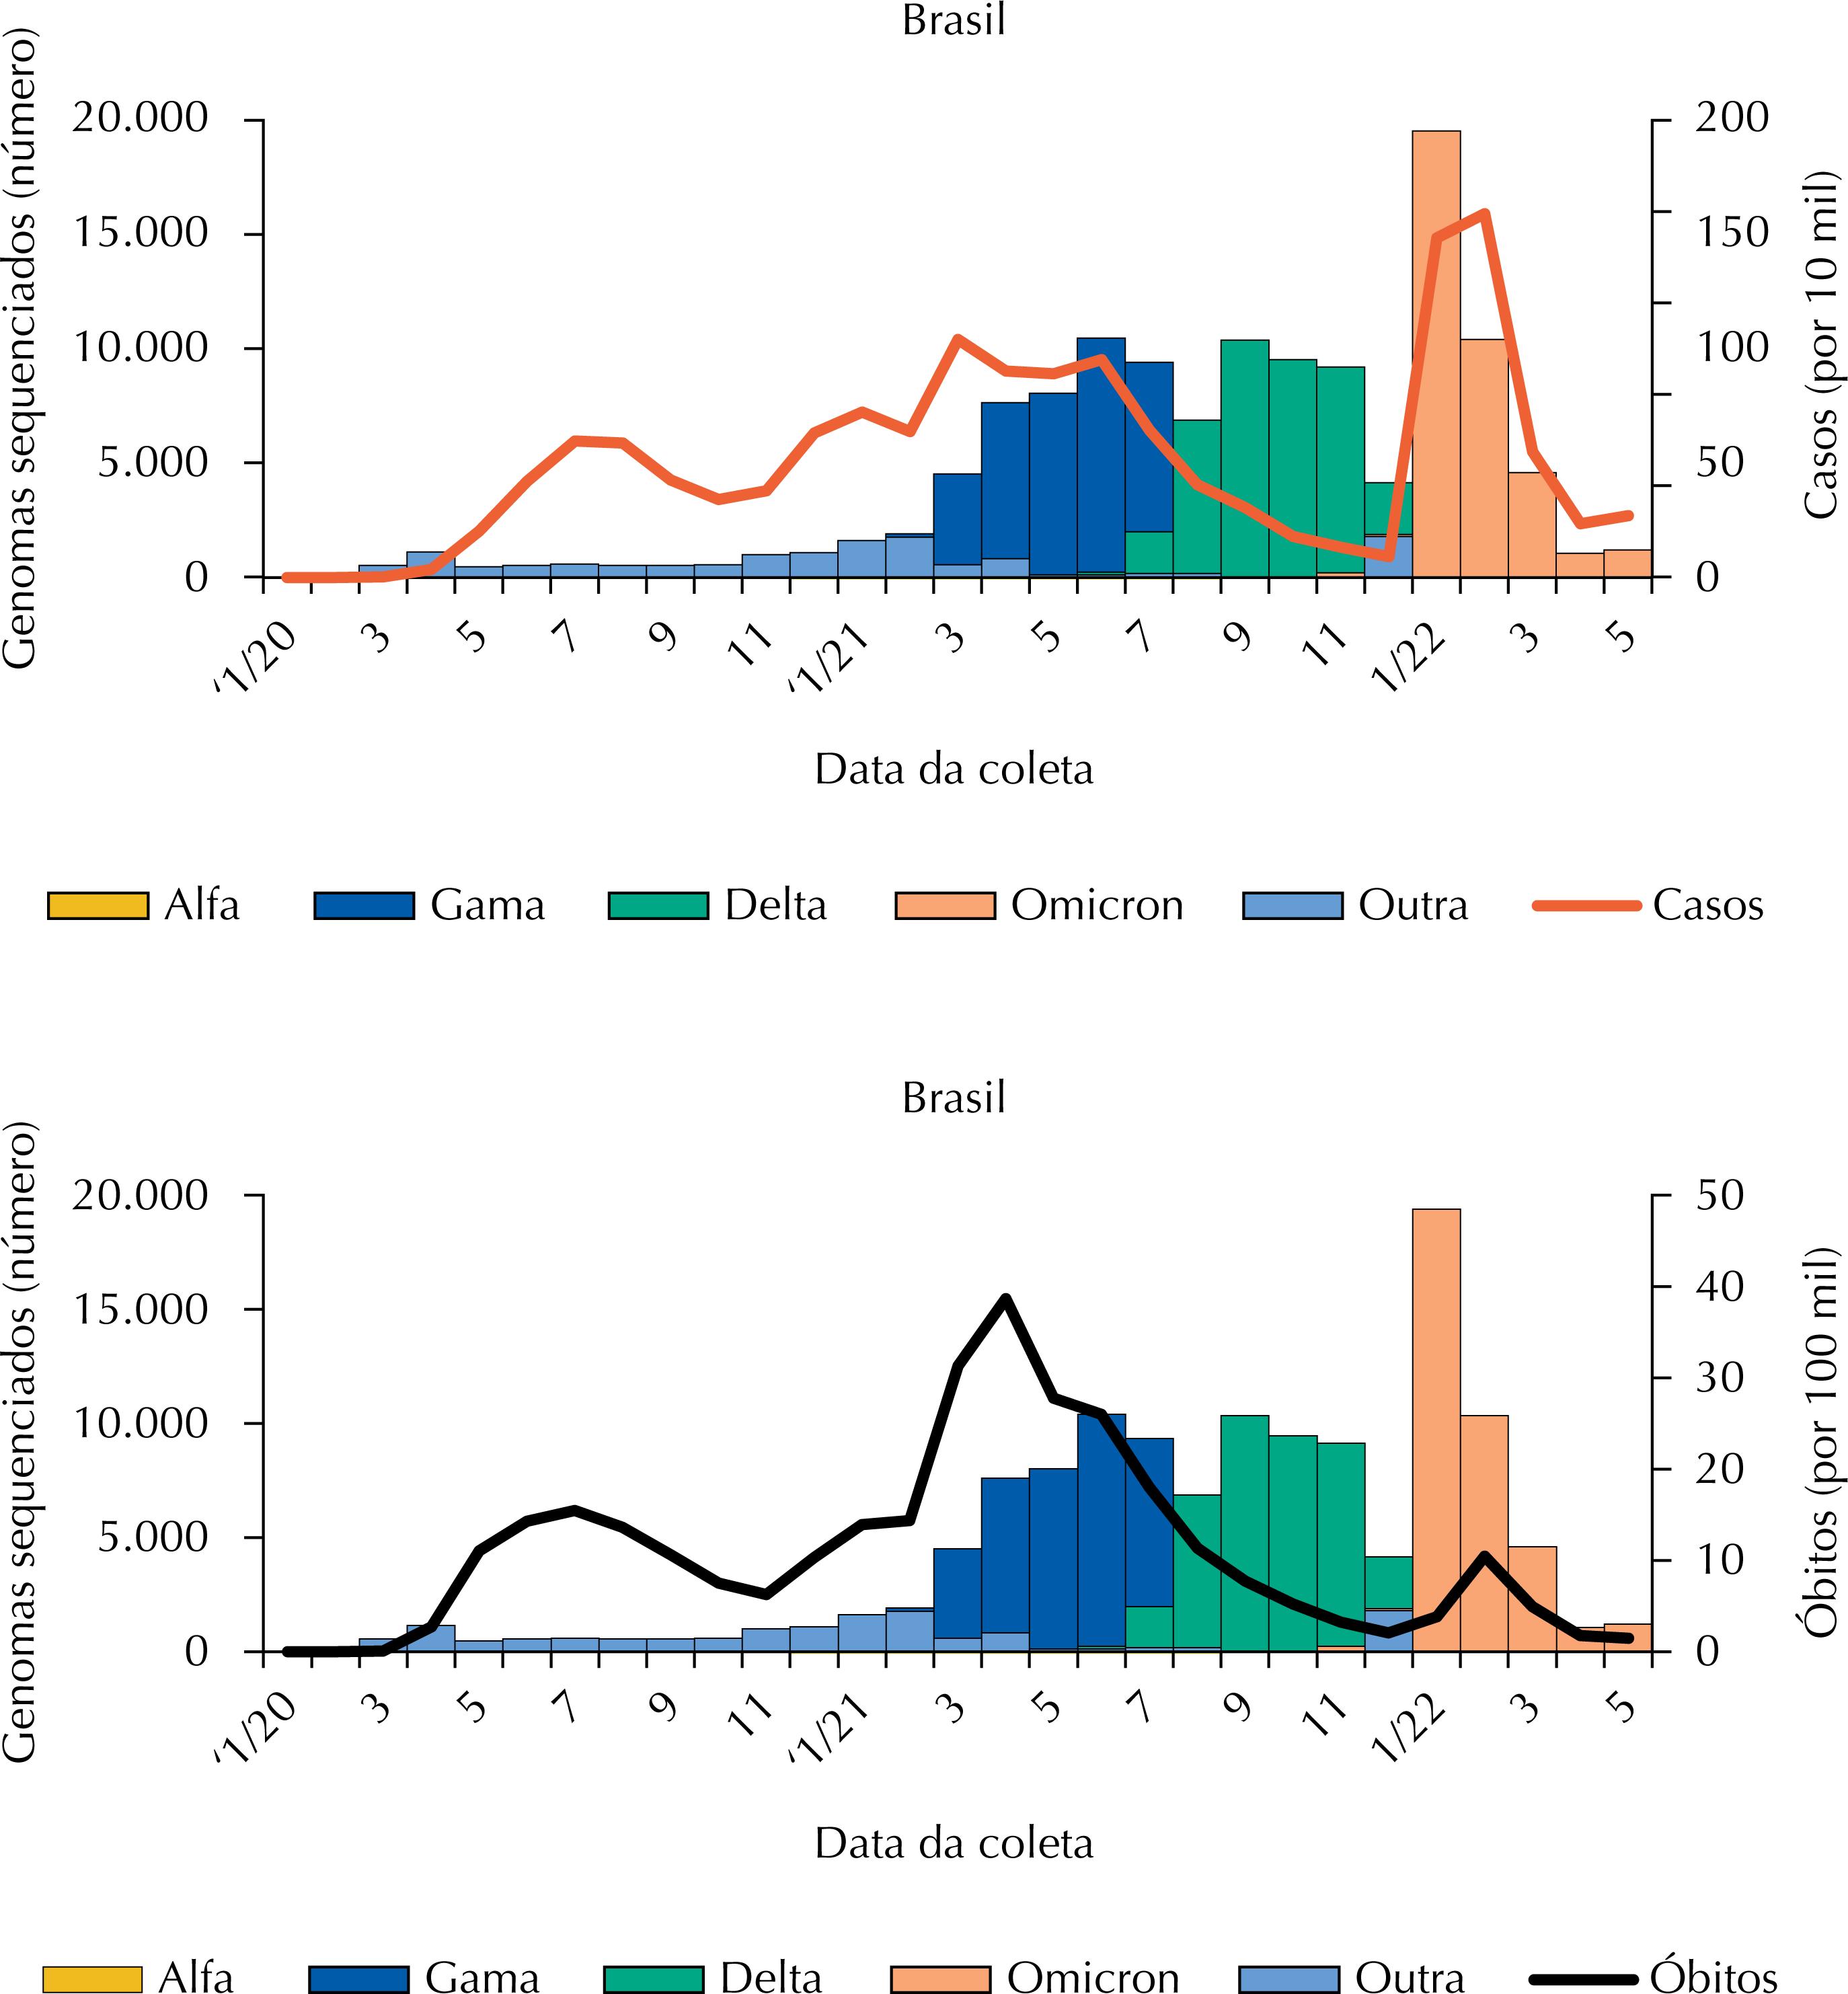 Brasil
Genomas sequenciados (número)
20.000
15.000
10.000
5.000
0
200
150
100
50
0
Casos (por 10 mil)
‘1/20 3 5 7 9 11 ‘1/21 3 5 7 9 11 1/22 3 5
Data da coleta
Alfa Gama Delta Omicron Outra Casos
Brasil
Genomas sequenciados (número)
20.000
15.000
10.000
5.000
0
50
40
30
20
10
0
Óbitos (por 100 mil)
‘1/20 3 5 7 9 11 ‘1/21 3 5 7 9 11 1/22 3 5
Data da coleta
Alfa Gama Delta Omicron Outra Óbitos